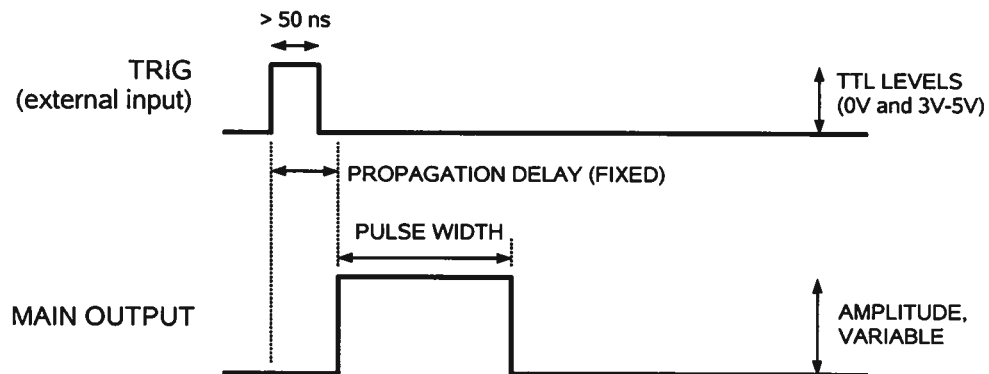 > 50 ns
TRIG
(external input)
TTL LEVELS
(0V and 3V-5V)
PROPAGATION DELAY (FIXED)
PULSE WIDTH
MAIN OUTPUT
AMPLITUDE,
VARIABLE